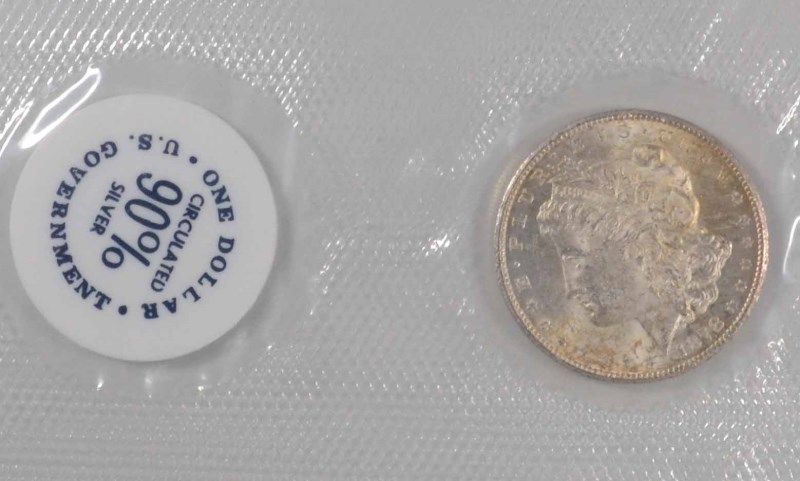 • ONE DOLLAR •
U.S. GOVERNMENT
CIRCULATED
90%
SILVER